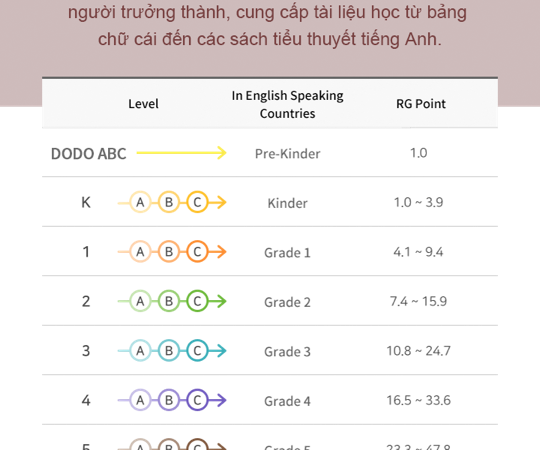 người trưởng thành, cung cấp tài liệu học từ bảng
chữ cái đến các sách tiểu thuyết tiếng Anh.
Level In English Speaking Countries RG Point
DODO ABC Pre-Kinder 1.0
K A B C Kinder 1.0 ~ 3.9
1 A B C Grade 1 4.1 ~ 9.4
2 A B C Grade 2 7.4 ~ 15.9
3 A B C Grade 3 10.8 ~ 24.7
4 A B C Grade 4 16.5 ~ 33.6
5 A B C Grade 5 23.3 ~ 47.8